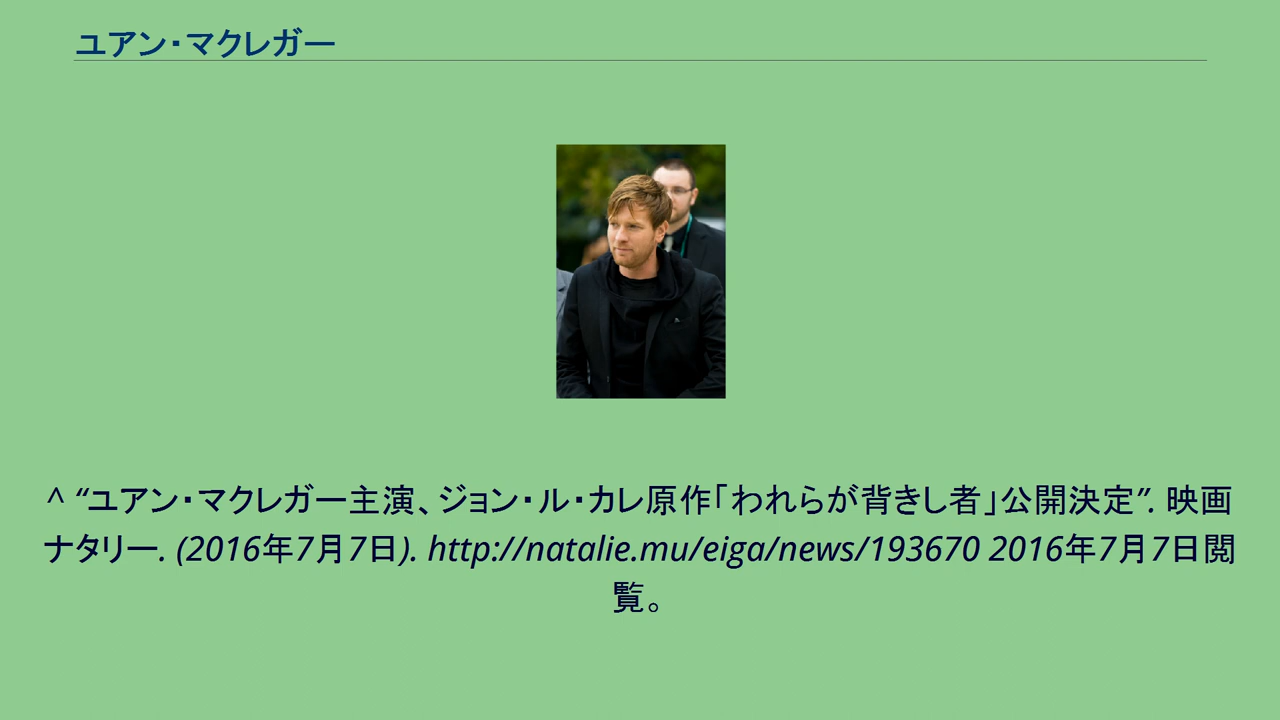 ユアン・マクレガー
^ “ユアン・マクレガー主演、ジョン・ル・カレ原作「われらが背きし者」公開決定”. 映画
ナタリー. (2016年7月7日). http://natalie.mu/eiga/news/193670 2016年7月7日閲
覧。